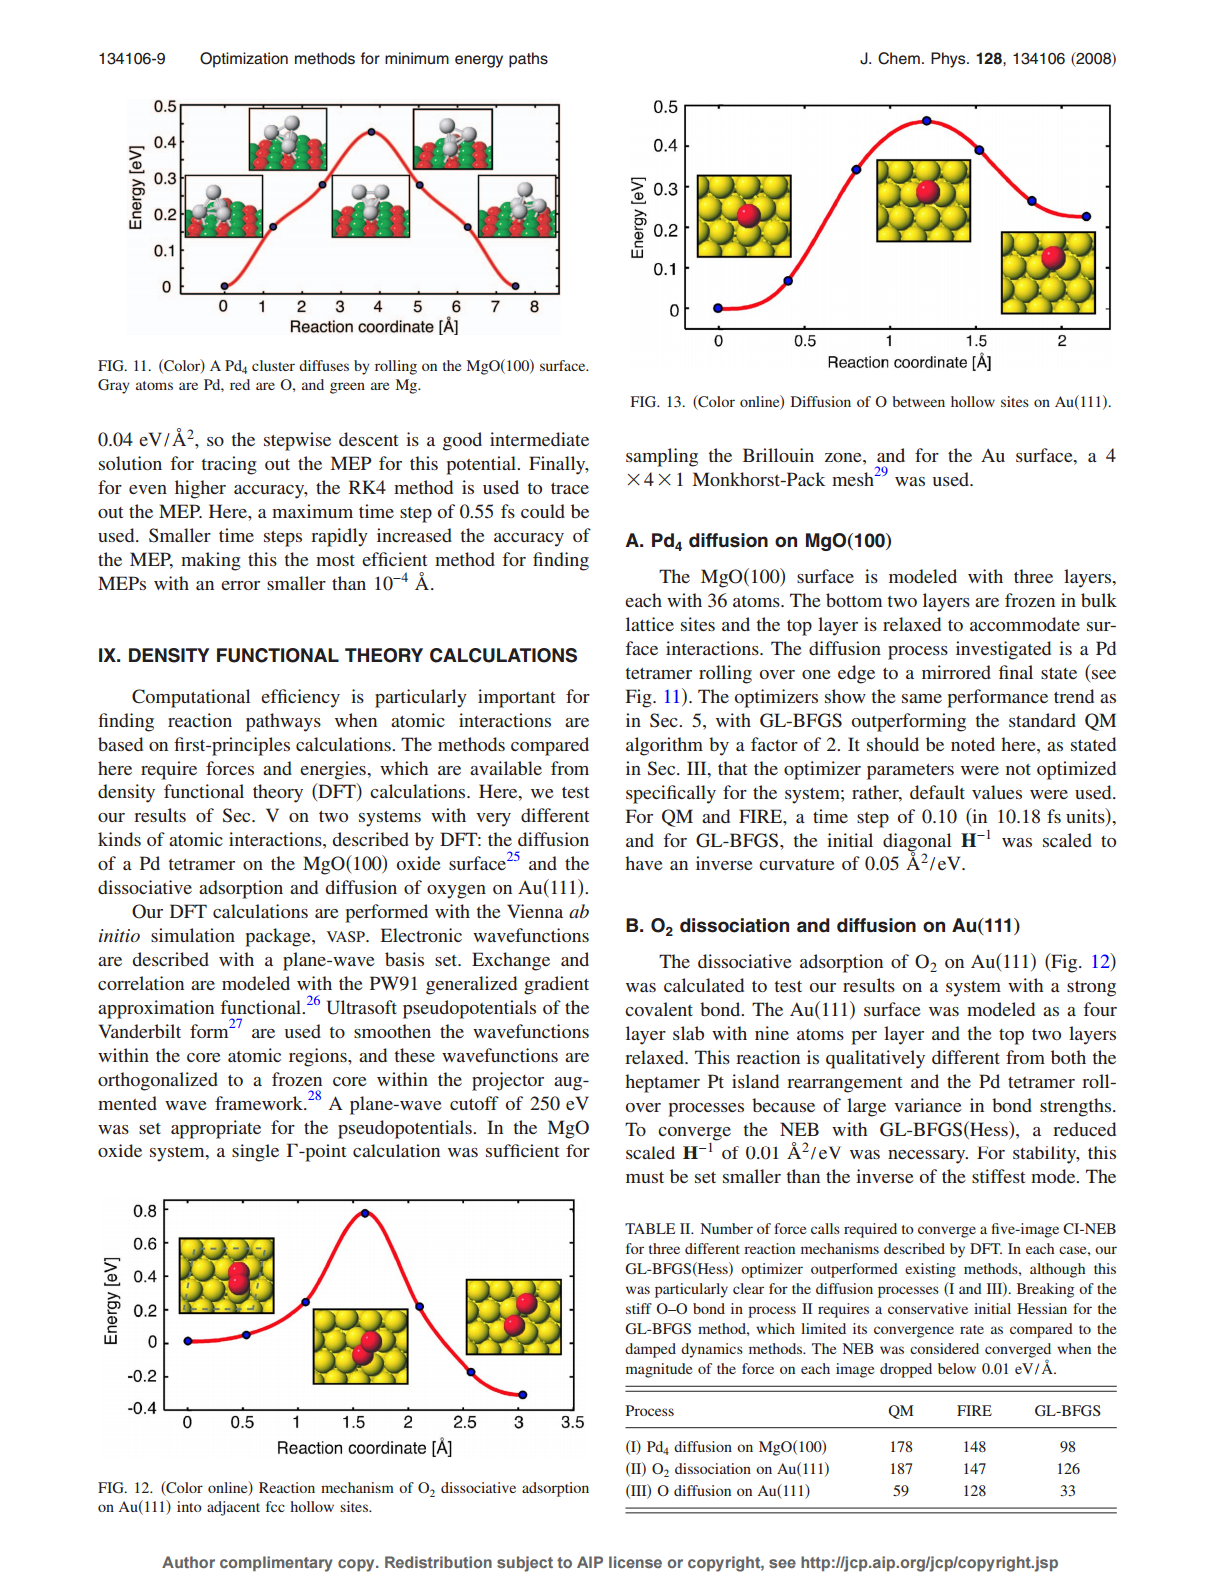 134106-9 Optimization methods for minimum energy paths J. Chem. Phys. 128, 134106 (2008)
0.5
0.4
0.3
0.2
0.1
0
Energy [eV]
0 1 2 3 4 5 6 7 8
Reaction coordinate [Å]
FIG. 11. (Color) A Pd₄ cluster diffuses by rolling on the MgO(100) surface.
Gray atoms are Pd, red are O, and green are Mg.
0.04 eV/Å², so the stepwise descent is a good intermediate
solution for tracing out the MEP for this potential. Finally,
for even higher accuracy, the RK4 method is used to trace
out the MEP. Here, a maximum time step of 0.55 fs could be
used. Smaller time steps rapidly increased the accuracy of
the MEP, making this the most efficient method for finding
MEPs with an error smaller than 10⁻⁴ Å.
IX. DENSITY FUNCTIONAL THEORY CALCULATIONS
Computational efficiency is particularly important for
finding reaction pathways when atomic interactions are
based on first-principles calculations. The methods compared
here require forces and energies, which are available from
density functional theory (DFT) calculations. Here, we test
our results of Sec. V on two systems with very different
kinds of atomic interactions, described by DFT: the diffusion
of a Pd tetramer on the MgO(100) oxide surface²⁵ and the
dissociative adsorption and diffusion of oxygen on Au(111).
Our DFT calculations are performed with the Vienna ab
initio simulation package, VASP. Electronic wavefunctions
are described with a plane-wave basis set. Exchange and
correlation are modeled with the PW91 generalized gradient
approximation functional.²⁶ Ultrasoft pseudopotentials of the
Vanderbilt form²⁷ are used to smoothen the wavefunctions
within the core atomic regions, and these wavefunctions are
orthogonalized to a frozen core within the projector aug-
mented wave framework.²⁸ A plane-wave cutoff of 250 eV
was set appropriate for the pseudopotentials. In the MgO
oxide system, a single Γ-point calculation was sufficient for
0.8
0.6
0.4
0.2
0
-0.2
-0.4
Energy [eV]
0 0.5 1 1.5 2 2.5 3 3.5
Reaction coordinate [Å]
FIG. 12. (Color online) Reaction mechanism of O₂ dissociative adsorption
on Au(111) into adjacent fcc hollow sites.
0.5
0.4
0.3
0.2
0.1
0
Energy [eV]
0 0.5 1 1.5 2
Reaction coordinate [Å]
FIG. 13. (Color online) Diffusion of O between hollow sites on Au(111).
sampling the Brillouin zone, and for the Au surface, a 4
×4×1 Monkhorst-Pack mesh²⁹ was used.
A. Pd₄ diffusion on MgO(100)
The MgO(100) surface is modeled with three layers,
each with 36 atoms. The bottom two layers are frozen in bulk
lattice sites and the top layer is relaxed to accommodate sur-
face interactions. The diffusion process investigated is a Pd
tetramer rolling over one edge to a mirrored final state (see
Fig. 11). The optimizers show the same performance trend as
in Sec. 5, with GL-BFGS outperforming the standard QM
algorithm by a factor of 2. It should be noted here, as stated
in Sec. III, that the optimizer parameters were not optimized
specifically for the system; rather, default values were used.
For QM and FIRE, a time step of 0.10 (in 10.18 fs units),
and for GL-BFGS, the initial diagonal H⁻¹ was scaled to
have an inverse curvature of 0.05 Å²/eV.
B. O₂ dissociation and diffusion on Au(111)
The dissociative adsorption of O₂ on Au(111) (Fig. 12)
was calculated to test our results on a system with a strong
covalent bond. The Au(111) surface was modeled as a four
layer slab with nine atoms per layer and the top two layers
relaxed. This reaction is qualitatively different from both the
heptamer Pt island rearrangement and the Pd tetramer roll-
over processes because of large variance in bond strengths.
To converge the NEB with GL-BFGS(Hess), a reduced
scaled H⁻¹ of 0.01 Å²/eV was necessary. For stability, this
must be set smaller than the inverse of the stiffest mode. The
TABLE II. Number of force calls required to converge a five-image CI-NEB
for three different reaction mechanisms described by DFT. In each case, our
GL-BFGS(Hess) optimizer outperformed existing methods, although this
was particularly clear for the diffusion processes (I and III). Breaking of the
stiff O–O bond in process II requires a conservative initial Hessian for the
GL-BFGS method, which limited its convergence rate as compared to the
damped dynamics methods. The NEB was considered converged when the
magnitude of the force on each image dropped below 0.01 eV/Å.
Process QM FIRE GL-BFGS
(I) Pd₄ diffusion on MgO(100) 178 148 98
(II) O₂ dissociation on Au(111) 187 147 126
(III) O diffusion on Au(111) 59 128 33
Author complimentary copy. Redistribution subject to AIP license or copyright, see http://jcp.aip.org/jcp/copyright.jsp